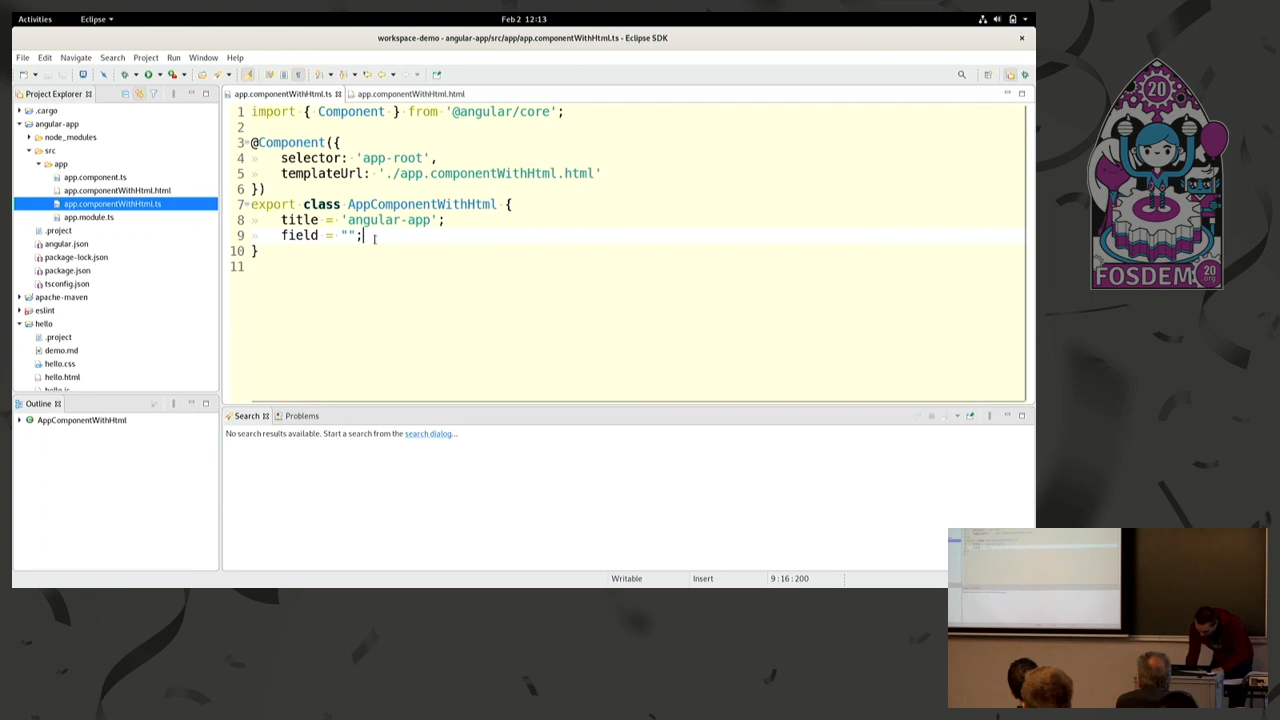 Activities
Eclipse
Feb 2 12:13
workspace-demo - angular-app/src/app/app.componentWithHtml.ts - Eclipse SDK
File Edit Navigate Search Project Run Window Help
Project Explorer
app.componentWithHtml.ts
app.componentWithHtml.html
.cargo
angular-app
node_modules
src
app
app.component.ts
app.componentWithHtml.html
app.componentWithHtml.ts
app.module.ts
.project
angular.json
package-lock.json
package.json
tsconfig.json
apache-maven
eslint
hello
.project
demo.md
hello.css
hello.html
hello.js
1 import { Component } from '@angular/core';
2
3 @Component({
4 selector: 'app-root',
5 templateUrl: './app.componentWithHtml.html'
6 })
7 export class AppComponentWithHtml {
8 title = 'angular-app';
9 field = "";
10 }
11
Outline
AppComponentWithHtml
Search
Problems
No search results available. Start a search from the search dialog...
Writable
Insert
9:16:200
20
FOSDEM 20
.org